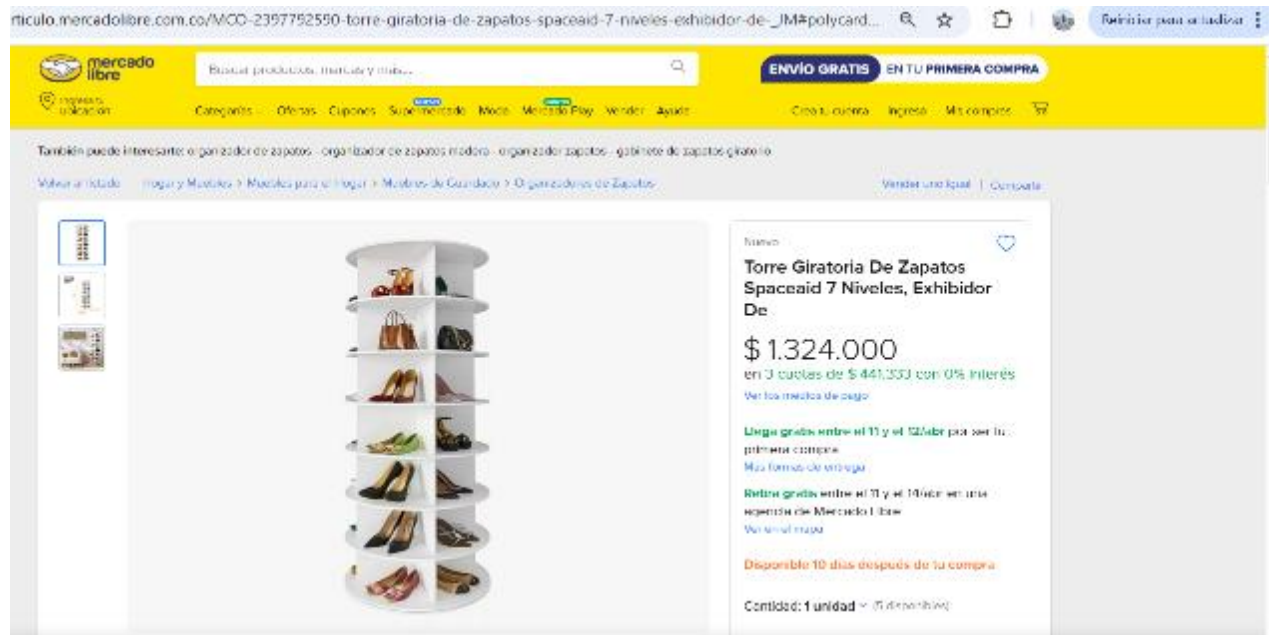 rticulo.mercadolibre.com.co/MCO-2397792590-torre-giratoria-de-zapatos-spaceaid-7-niveles-exhibidor-de-_JM#polycard...
Reiniciar para actualizar
mercado
libre
Buscar productos, marcas y más...
ENVÍO GRATIS EN TU PRIMERA COMPRA
Ingresa tu
ubicación
Categorías Ofertas Cupones Supermercado Moda Mercado Play Vender Ayuda
Crea tu cuenta Ingresa Mis compras
También puede interesarte: organizador de zapatos - organizador de zapatos madera - organizador zapatos - gabinete de zapatos giratorio
Volver al listado Hogar y Muebles > Muebles para el Hogar > Muebles de Guardado > Organizadores de Zapatos
Vender uno igual | Compartir
Nuevo
Torre Giratoria De Zapatos
Spaceaid 7 Niveles, Exhibidor
De
$ 1.324.000
en 3 cuotas de $ 441.333 con 0% interés
Ver los medios de pago
Llega gratis entre el 11 y el 12/abr por ser tu
primera compra
Más formas de entrega
Retira gratis entre el 11 y el 14/abr en una
agencia de Mercado Libre
Ver en el mapa
Disponible 10 días después de tu compra
Cantidad: 1 unidad (5 disponibles)